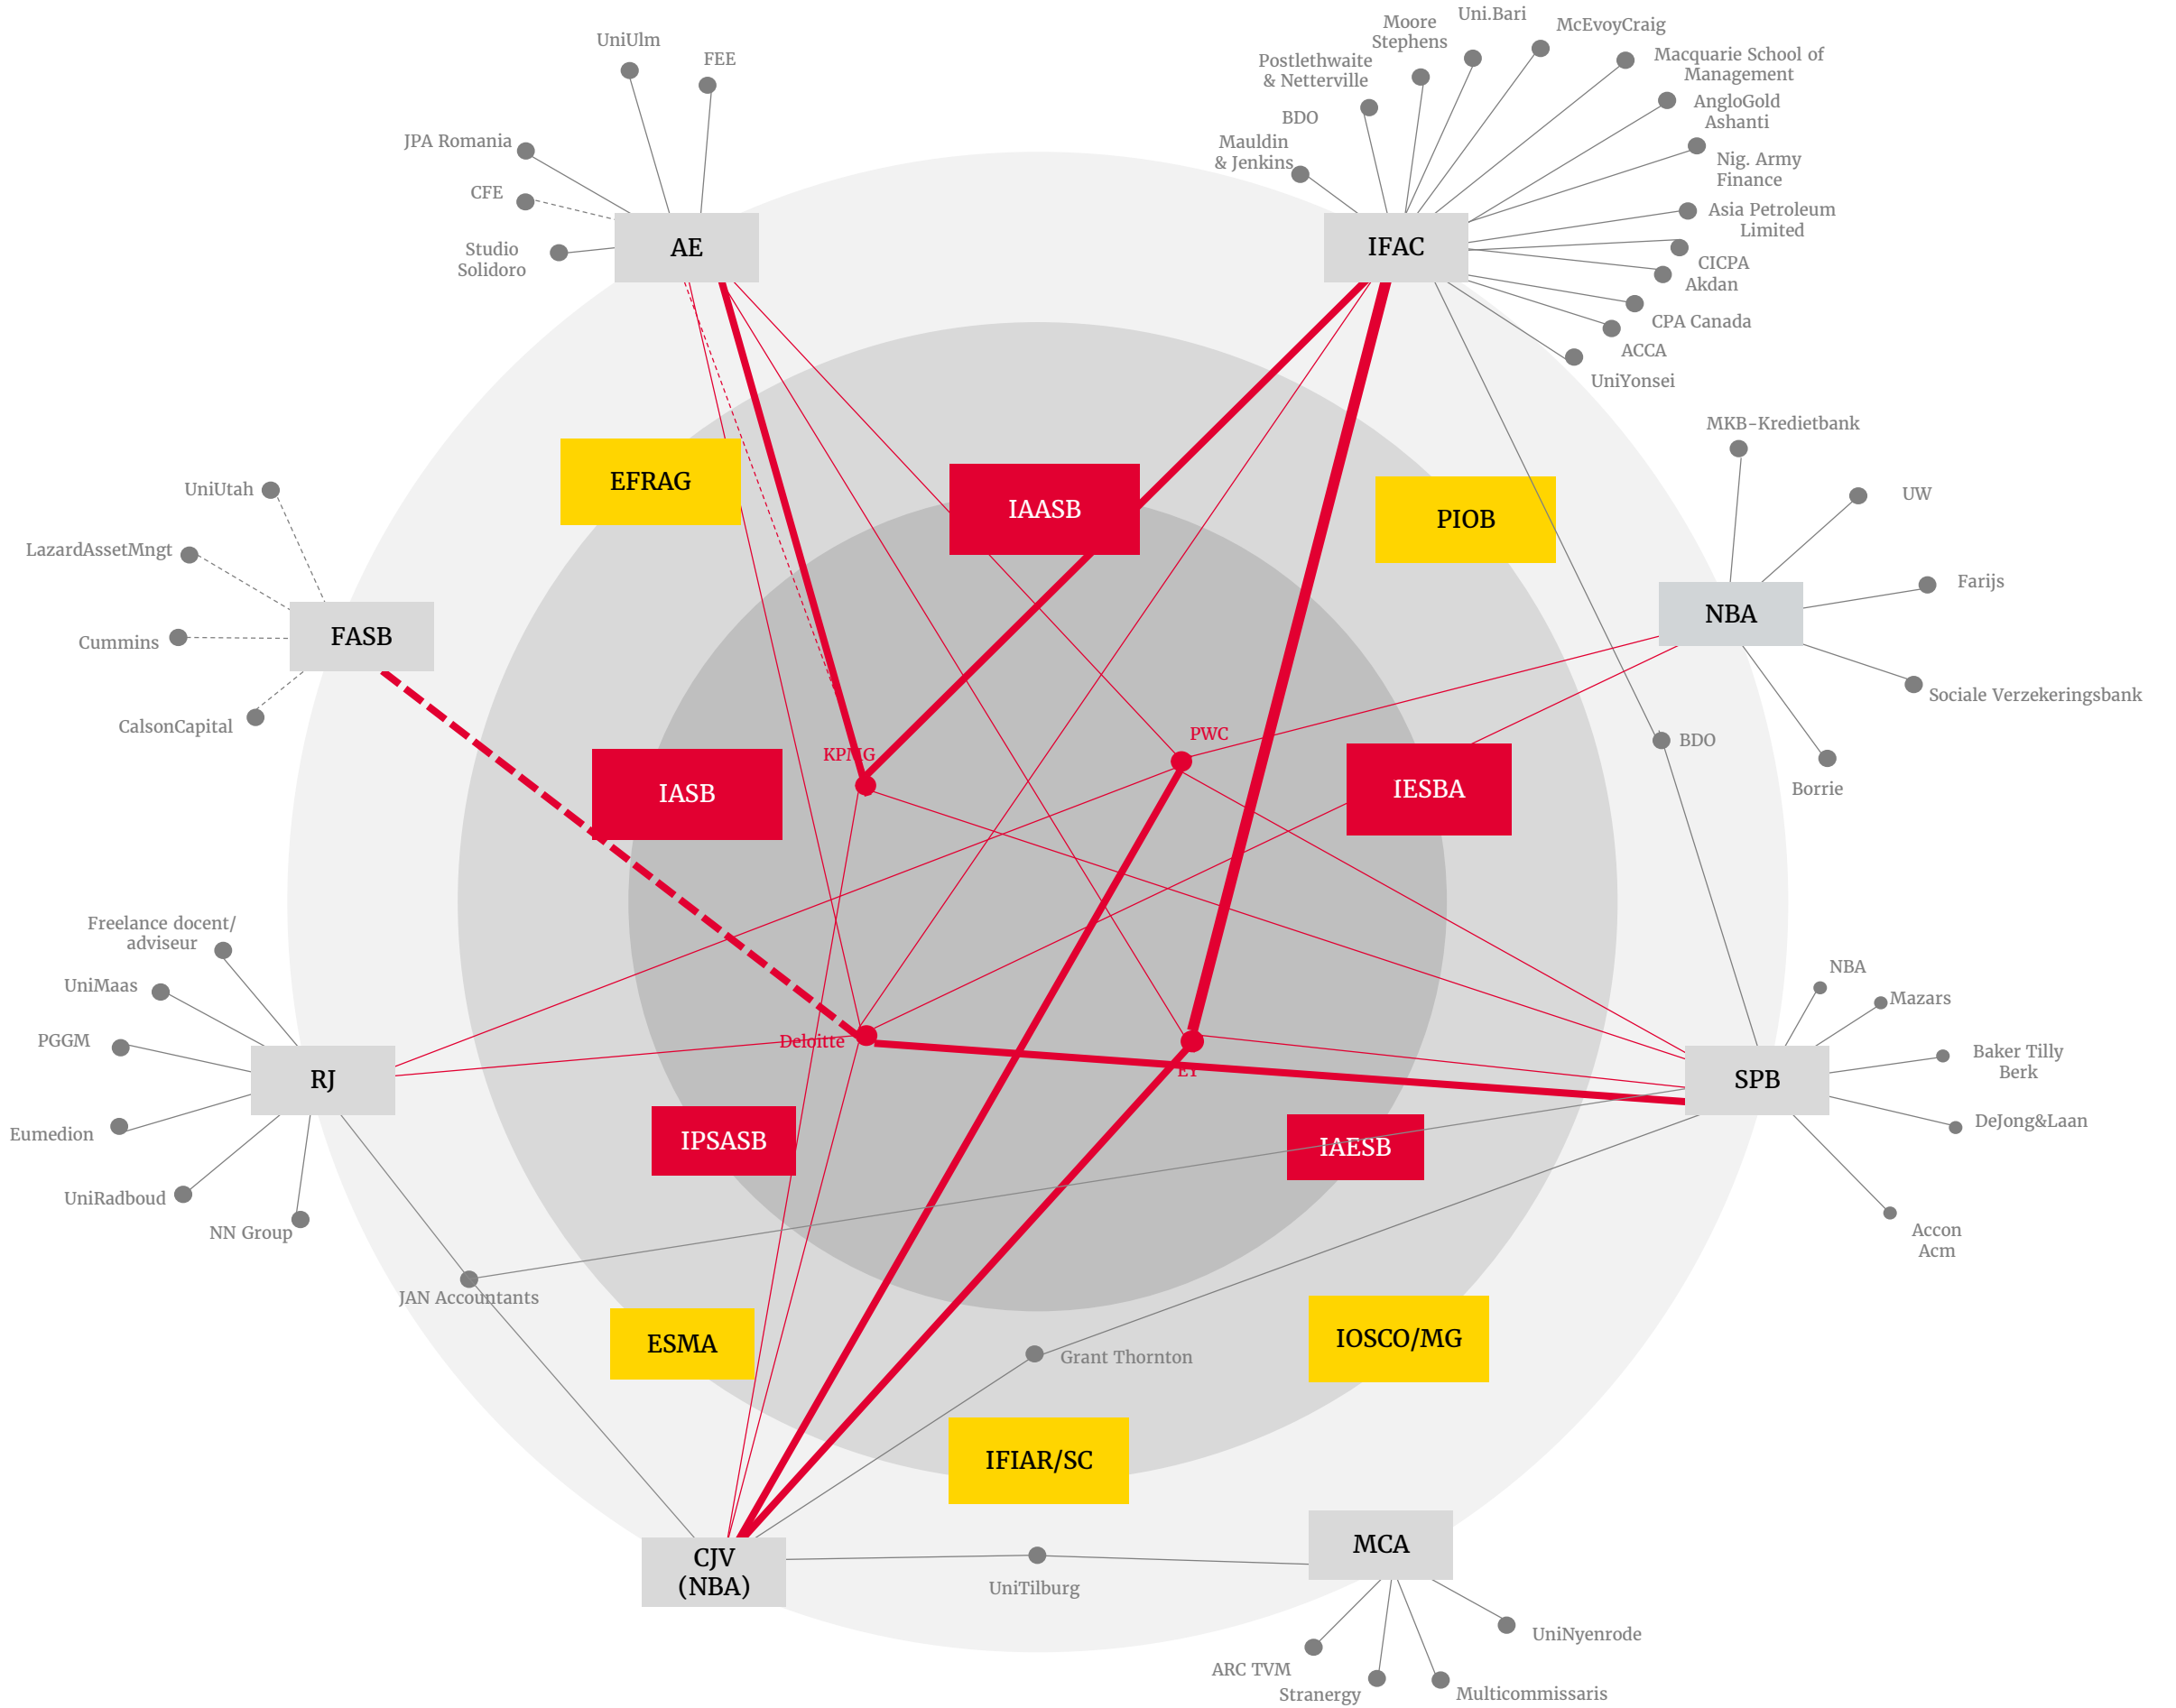 UniUlm
FEE
JPA Romania
CFE
Studio
Solidoro
AE
Uni.Bari
Moore
Stephens
McEvoyCraig
Postlethwaite
& Netterville
Macquarie School of
Management
BDO
AngloGold
Ashanti
Mauldin
& Jenkins
Nig. Army
Finance
Asia Petroleum
Limited
IFAC
CICPA
Akdan
CPA Canada
ACCA
UniYonsei
MKB-Kredietbank
UW
Farijs
NBA
Sociale Verzekeringsbank
Borrie
BDO
EFRAG
IAASB
PIOB
UniUtah
LazardAssetMngt
Cummins
CalsonCapital
FASB
KPMG
PWC
IASB
IESBA
Freelance docent/
adviseur
UniMaas
PGGM
RJ
Eumedion
UniRadboud
NN Group
JAN Accountants
Deloitte
EY
NBA
Mazars
Baker Tilly
Berk
SPB
DeJong&Laan
Accon
Acm
IPSASB
IAESB
ESMA
Grant Thornton
IOSCO/MG
IFIAR/SC
CJV
(NBA)
UniTilburg
MCA
UniNyenrode
ARC TVM
Stranergy
Multicommissaris